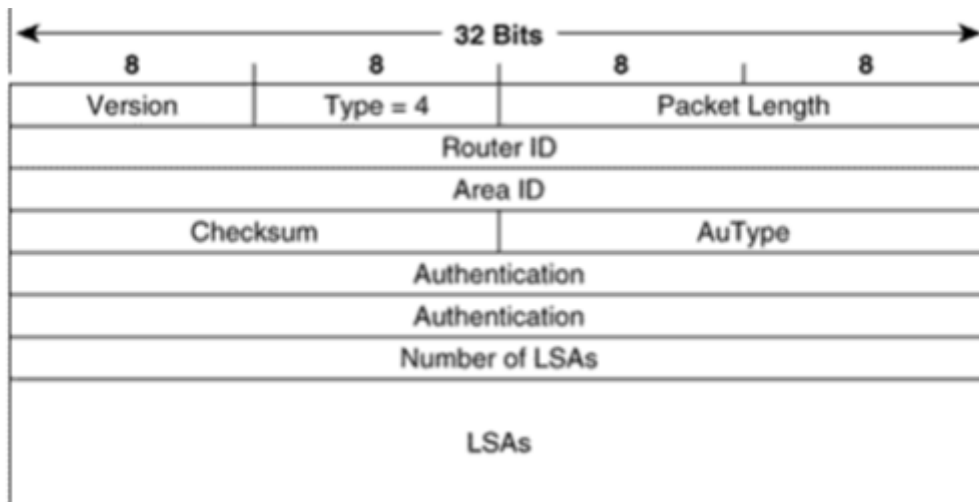 32 Bits
8 8 8 8
Version Type = 4 Packet Length
Router ID
Area ID
Checksum AuType
Authentication
Authentication
Number of LSAs
LSAs